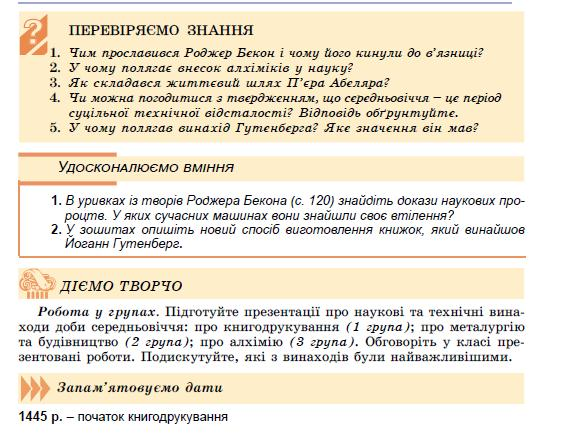 ПЕРЕВІРЯЄМО ЗНАННЯ
1. Чим прославився Роджер Бекон і чому його кинули до в’язниці?
2. У чому полягає внесок алхіміків у науку?
3. Як складався життєвий шлях П’єра Абеляра?
4. Чи можна погодитися з твердженням, що середньовіччя – це період
суцільної технічної відсталості? Відповідь обґрунтуйте.
5. У чому полягав винахід Гутенберга? Яке значення він мав?
УДОСКОНАЛЮЄМО ВМІННЯ
1. В уривках із творів Роджера Бекона (с. 120) знайдіть докази наукових про-
роцтв. У яких сучасних машинах вони знайшли своє втілення?
2. У зошитах опишіть новий спосіб виготовлення книжок, який винайшов
Йоганн Гутенберг.
ДІЄМО ТВОРЧО
Робота у групах. Підготуйте презентації про наукові та технічні вина-
ходи доби середньовіччя: про книгодрукування (1 група); про металургію
та будівництво (2 група); про алхімію (3 група). Обговоріть у класі пре-
зентовані роботи. Подискутуйте, які з винаходів були найважливішими.
Запам’ятовуємо дати
1445 р. – початок книгодрукування